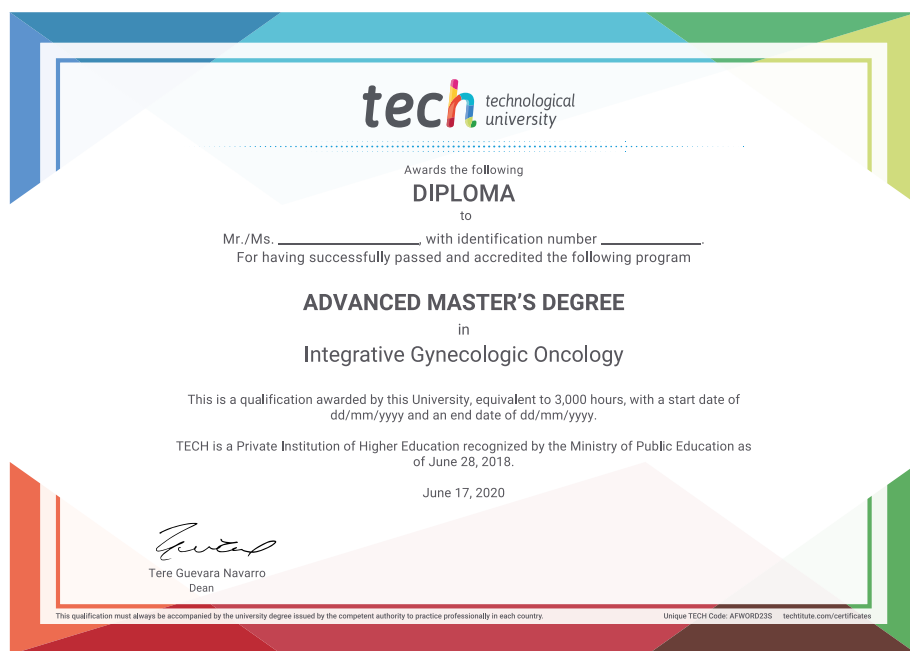 tech technological
university
Awards the following
DIPLOMA
to
Mr./Ms. ____________________, with identification number ______________.
For having successfully passed and accredited the following program
ADVANCED MASTER'S DEGREE
in
Integrative Gynecologic Oncology
This is a qualification awarded by this University, equivalent to 3,000 hours, with a start date of
dd/mm/yyyy and an end date of dd/mm/yyyy.
TECH is a Private Institution of Higher Education recognized by the Ministry of Public Education as
of June 28, 2018.
June 17, 2020
Tere Guevara Navarro
Dean
This qualification must always be accompanied by the university degree issued by the competent authority to practice professionally in each country.
Unique TECH Code: AFWORD23S techtitute.com/certificates